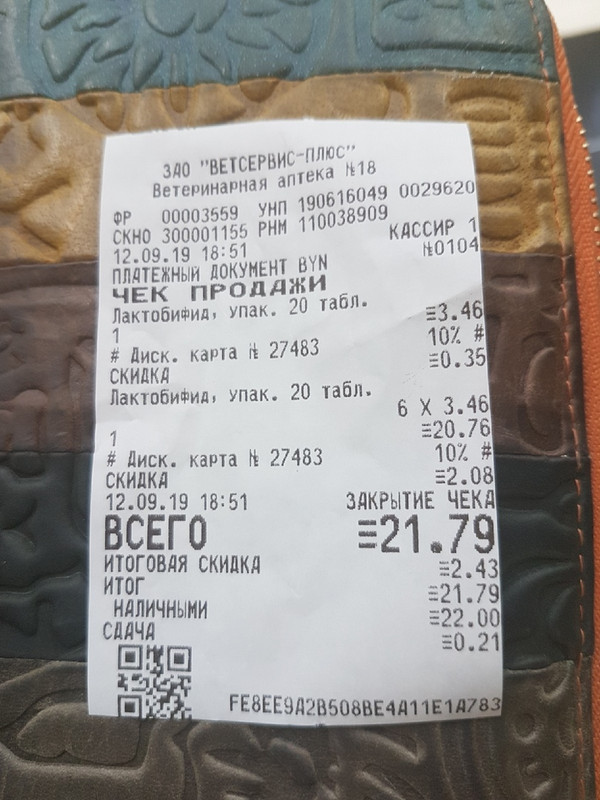 ЗАО "ВЕТСЕРВИС-ПЛЮС"
Ветеринарная аптека №18
ФР 00003559 УНП 190616049 0029620
СКНО 300001155 РНМ 110038909
12.09.19 18:51 КАССИР 1
ПЛАТЕЖНЫЙ ДОКУМЕНТ BYN №0104
ЧЕК ПРОДАЖИ
Лактобифид, упак. 20 табл.
1 ≡3.46
# Диск. карта № 27483 10% #
СКИДКА ≡0.35
Лактобифид, упак. 20 табл.
6 X 3.46
1 ≡20.76
# Диск. карта № 27483 10% #
СКИДКА ≡2.08
12.09.19 18:51 ЗАКРЫТИЕ ЧЕКА
ВСЕГО ≡21.79
ИТОГОВАЯ СКИДКА ≡2.43
ИТОГ ≡21.79
НАЛИЧНЫМИ ≡22.00
СДАЧА ≡0.21
FE8EE9A2B508BE4A11E1A783